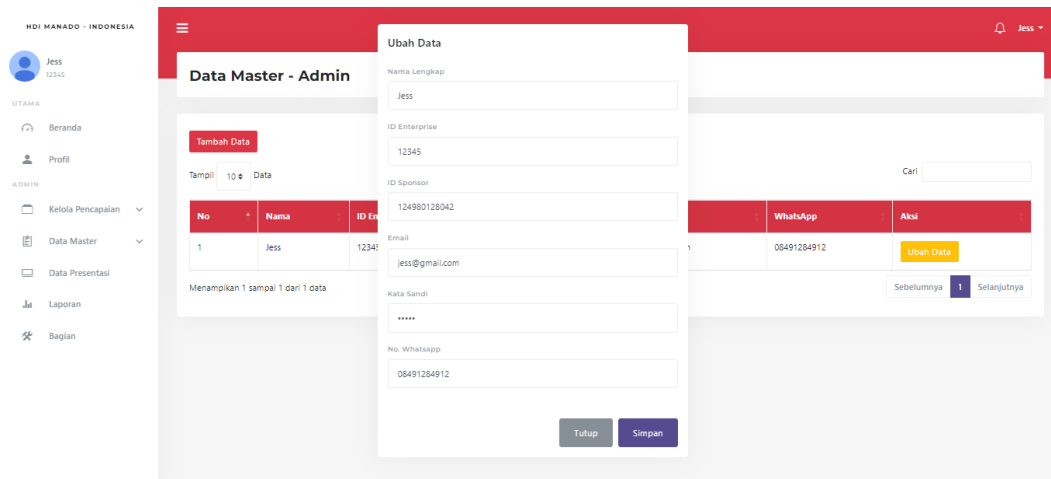 HDI MANADO - INDONESIA
Jess
12345
UTAMA
Beranda
Profil
ADMIN
Kelola Pencapaian
Data Master
Data Presentasi
Laporan
Bagian
Jess
Data Master - Admin
Tambah Data
Tampil 10 Data
Cari
No Nama ID En WhatsApp Aksi
1 Jess 1234 08491284912 Ubah Data
Menampikan 1 sampai 1 dari 1 data
Sebelumnya 1 Selanjutnya
Ubah Data
Nama Lengkap
Jess
ID Enterprise
12345
ID Sponsor
124980128042
Email
jess@gmail.com
Kata Sandi
•••••
No. Whatsapp
08491284912
Tutup Simpan